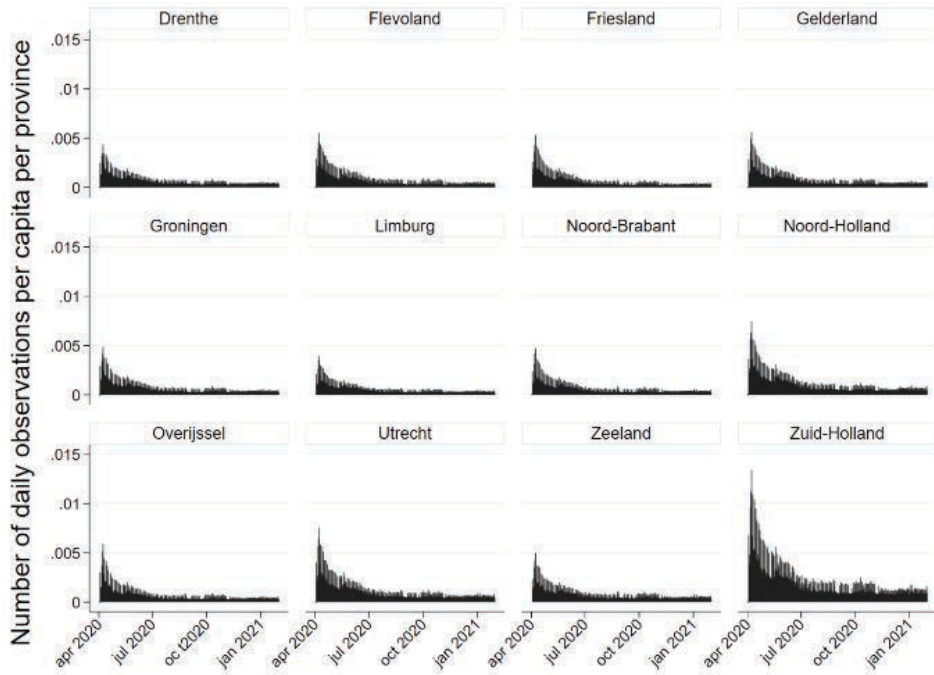 Number of daily observations per capita per province
Drenthe Flevoland Friesland Gelderland
.015
.01
.005
0
Groningen Limburg Noord-Brabant Noord-Holland
.015
.01
.005
0
Overijssel Utrecht Zeeland Zuid-Holland
.015
.01
.005
0
apr 2020 jul 2020 oct2020 jan 2021 apr 2020 jul 2020 oct 2020 jan 2021 apr 2020 jul 2020 oct 2020 jan 2021 apr 2020 jul 2020 oct 2020 jan 2021